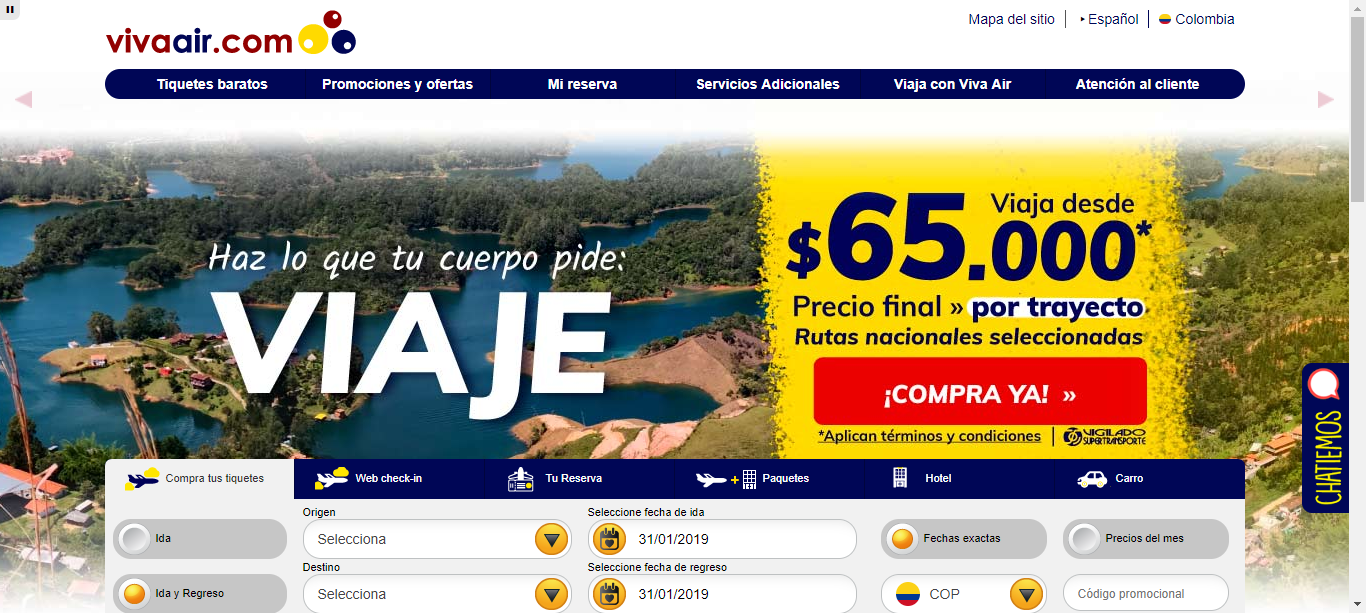 vivaair.com
Mapa del sitio
Español
Colombia
Tiquetes baratos
Promociones y ofertas
Mi reserva
Servicios Adicionales
Viaja con Viva Air
Atención al cliente
Haz lo que tu cuerpo pide:
VIAJE
Viaja desde
$65.000*
Precio final » por trayecto
Rutas nacionales seleccionadas
¡COMPRA YA! »
*Aplican términos y condiciones
VIGILADO
SUPERTRANSPORTE
CHATIEMOS
Compra tus tiquetes
Web check-in
Tu Reserva
Paquetes
Hotel
Carro
Origen
Seleccione fecha de ida
Ida
Selecciona
31/01/2019
Fechas exactas
Precios del mes
Destino
Seleccione fecha de regreso
Ida y Regreso
Selecciona
31/01/2019
COP
Código promocional